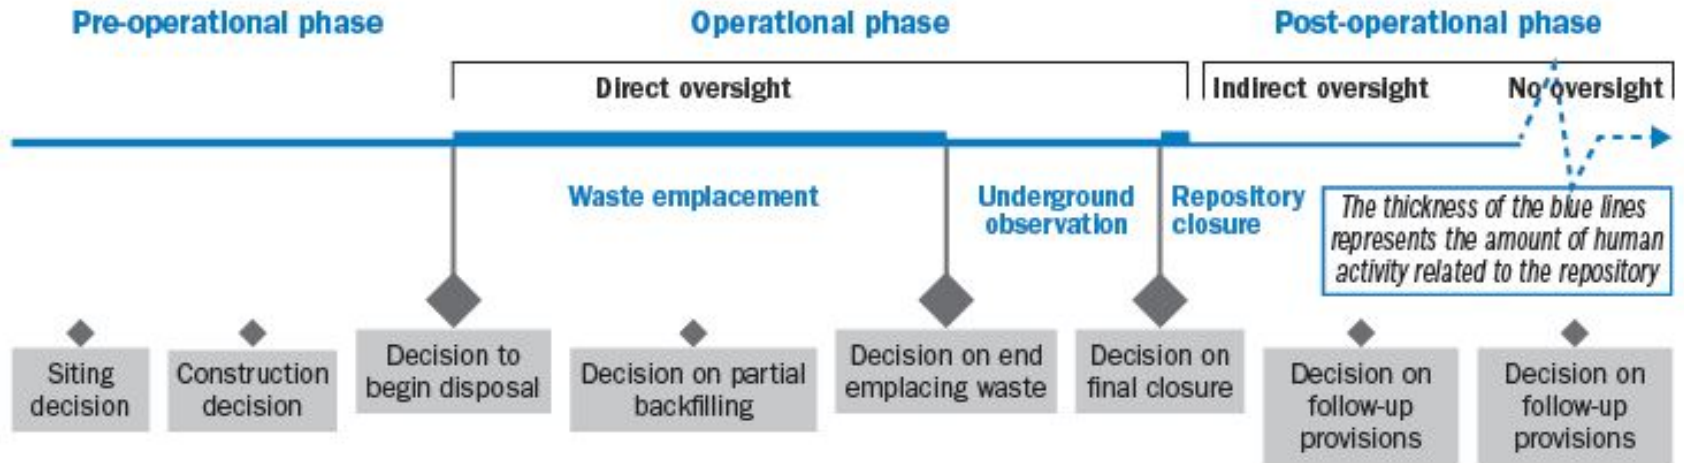 Pre-operational phase
Operational phase
Post-operational phase
Direct oversight
Indirect oversight
No oversight
Waste emplacement
Underground
observation
Repository
closure
The thickness of the blue lines
represents the amount of human
activity related to the repository
Siting
decision
Construction
decision
Decision to
begin disposal
Decision on partial
backfilling
Decision on end
emplacing waste
Decision on
final closure
Decision on
follow-up
provisions
Decision on
follow-up
provisions